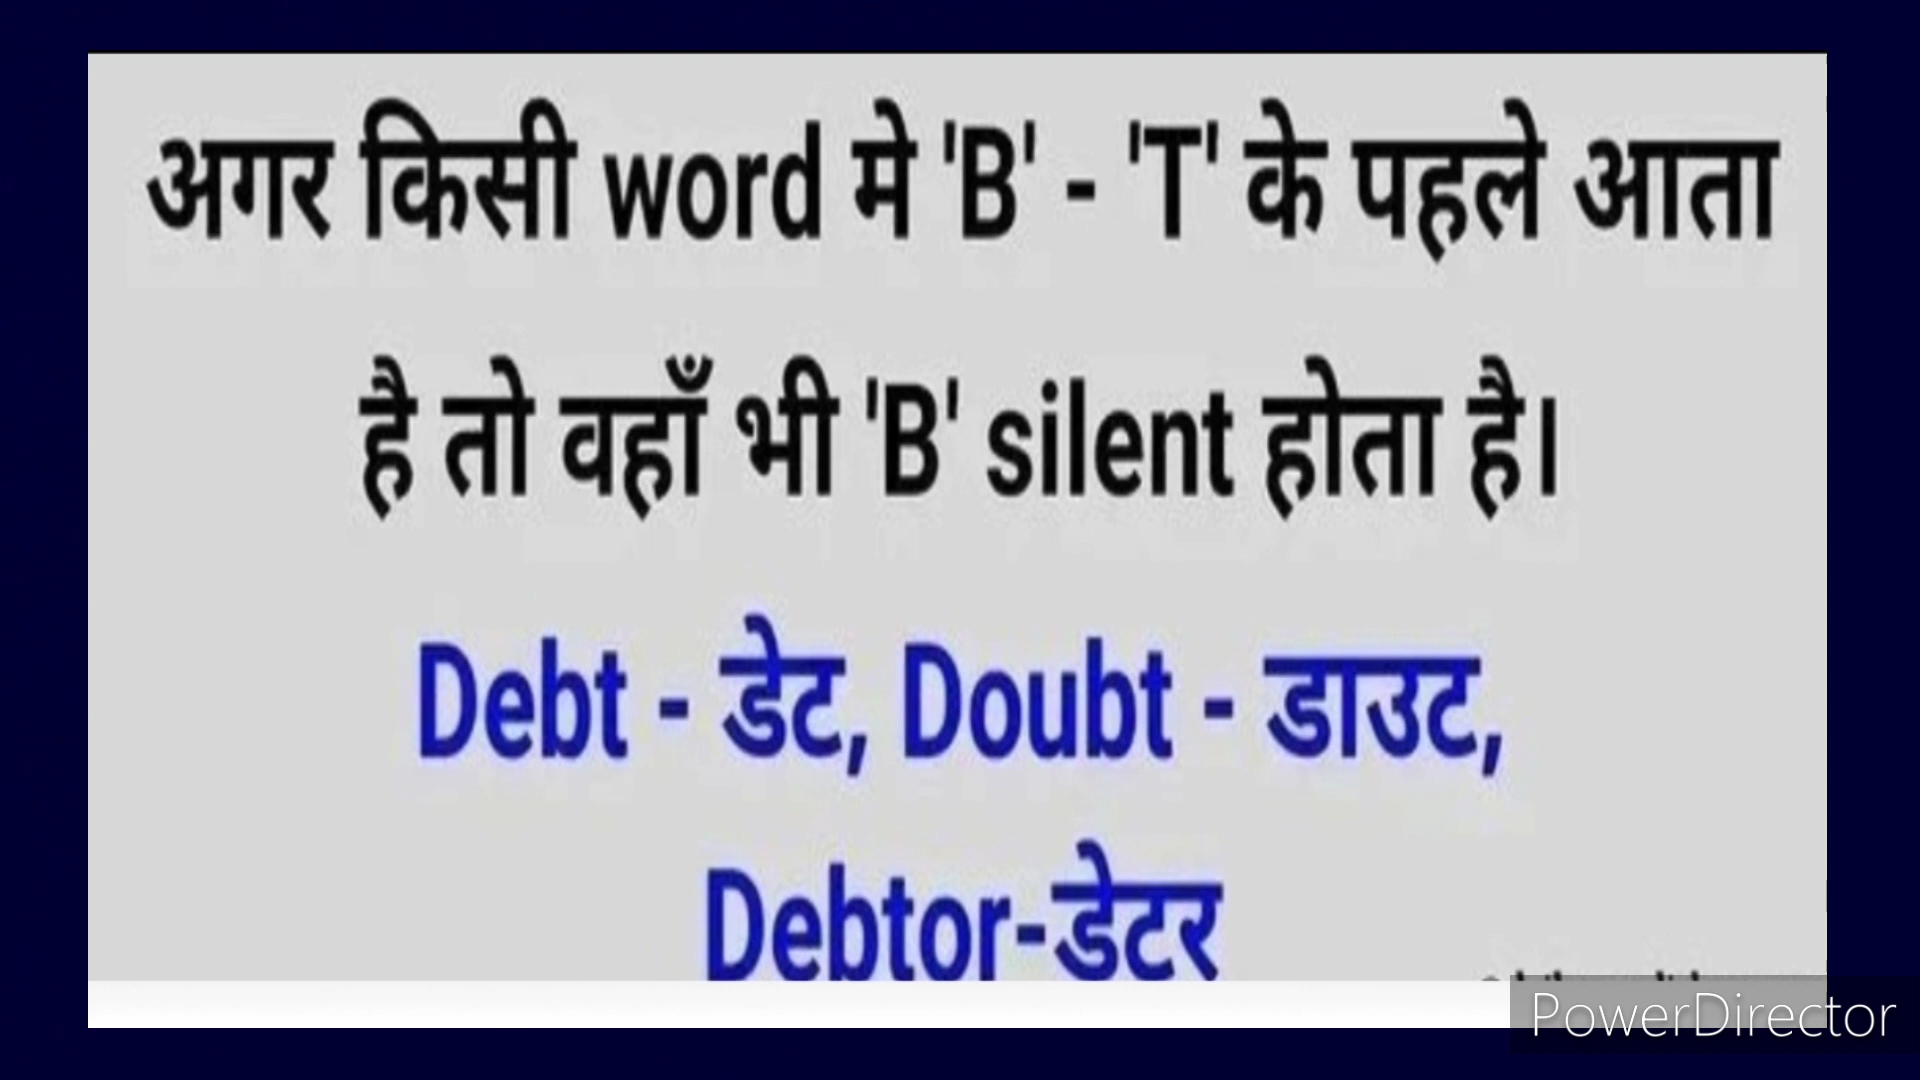 अगर किसी word मे 'B' - 'T' के पहले आता
है तो वहाँ भी 'B' silent होता है।
Debt - डेट, Doubt - डाउट,
Debtor-डेटर
PowerDirector